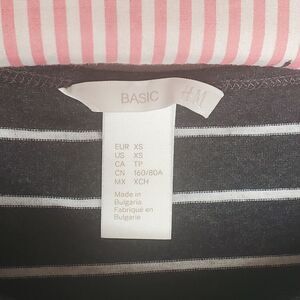 BASIC H&M
EUR XS
US XS
CA TP
CN 160/80A
MX XCH
Made in
Bulgaria
Fabriqué en
Bulgarie